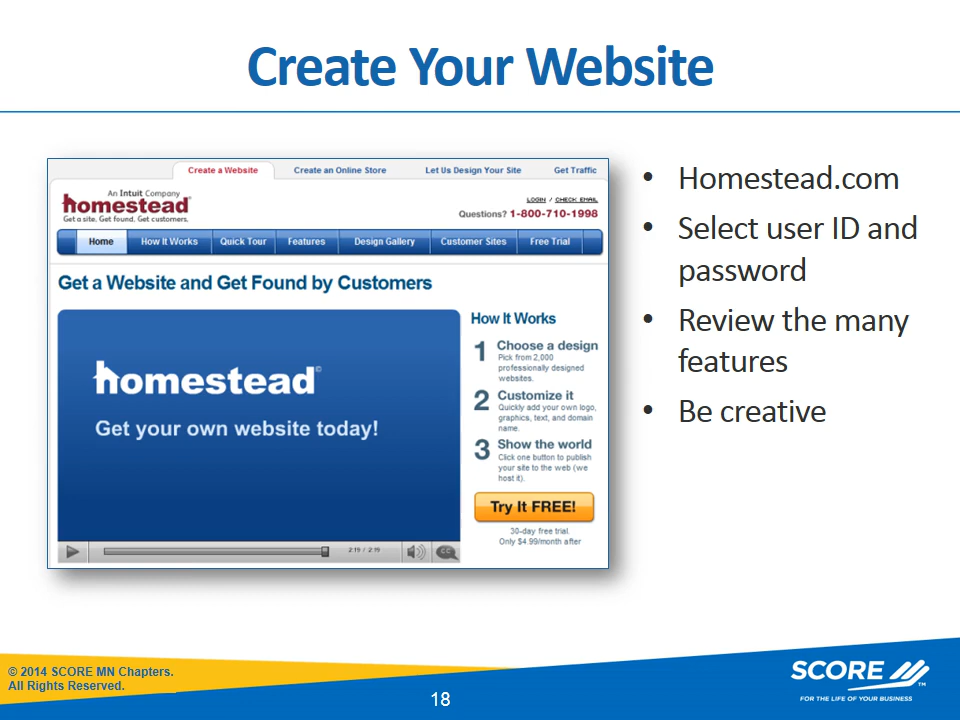 Create Your Website
Create a Website
Create an Online Store
Let Us Design Your Site
Get Traffic
An Intuit Company
homestead
Get a site. Get found. Get customers.
LOGIN / CHECK EMAIL
Questions? 1-800-710-1998
Home
How It Works
Quick Tour
Features
Design Gallery
Customer Sites
Free Trial
Get a Website and Get Found by Customers
homestead©
Get your own website today!
2:19 / 2:19
CC
How It Works
1 Choose a design
Pick from 2,000
professionally designed
websites.
2 Customize it
Quickly add your own logo,
graphics, text, and domain
name.
3 Show the world
Click one button to publish
your site to the web (we
host it).
Try It FREE!
30-day free trial.
Only $4.99/month after
• Homestead.com
• Select user ID and
password
• Review the many
features
• Be creative
© 2014 SCORE MN Chapters.
All Rights Reserved.
18
SCORE ™
FOR THE LIFE OF YOUR BUSINESS